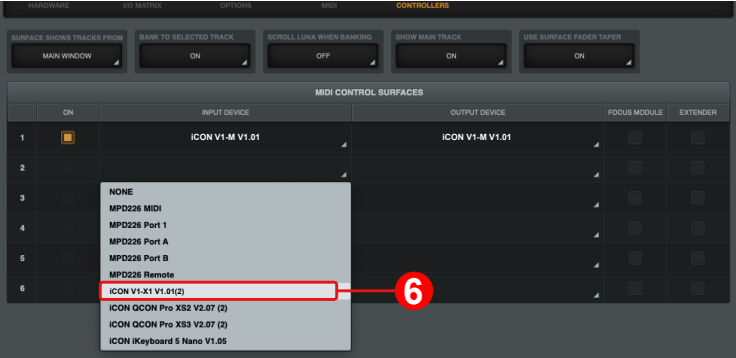 HARDWARE I/O MATRIX OPTIONS MIDI CONTROLLERS
SURFACE SHOWS TRACKS FROM BANK TO SELECTED TRACK SCROLL LUNA WHEN BANKING SHOW MAIN TRACK USE SURFACE FADER TAPER
MAIN WINDOW ON OFF ON ON
MIDI CONTROL SURFACES
ON INPUT DEVICE OUTPUT DEVICE FOCUS MODULE EXTENDER
1 iCON V1-M V1.01 iCON V1-M V1.01
2
NONE
3
MPD226 MIDI
MPD226 Port 1
4
MPD226 Port A
MPD226 Port B
5
MPD226 Remote
6 iCON V1-X1 V1.01(2) 6
iCON QCON Pro XS2 V2.07 (2)
iCON QCON Pro XS3 V2.07 (2)
iCON iKeyboard 5 Nano V1.05